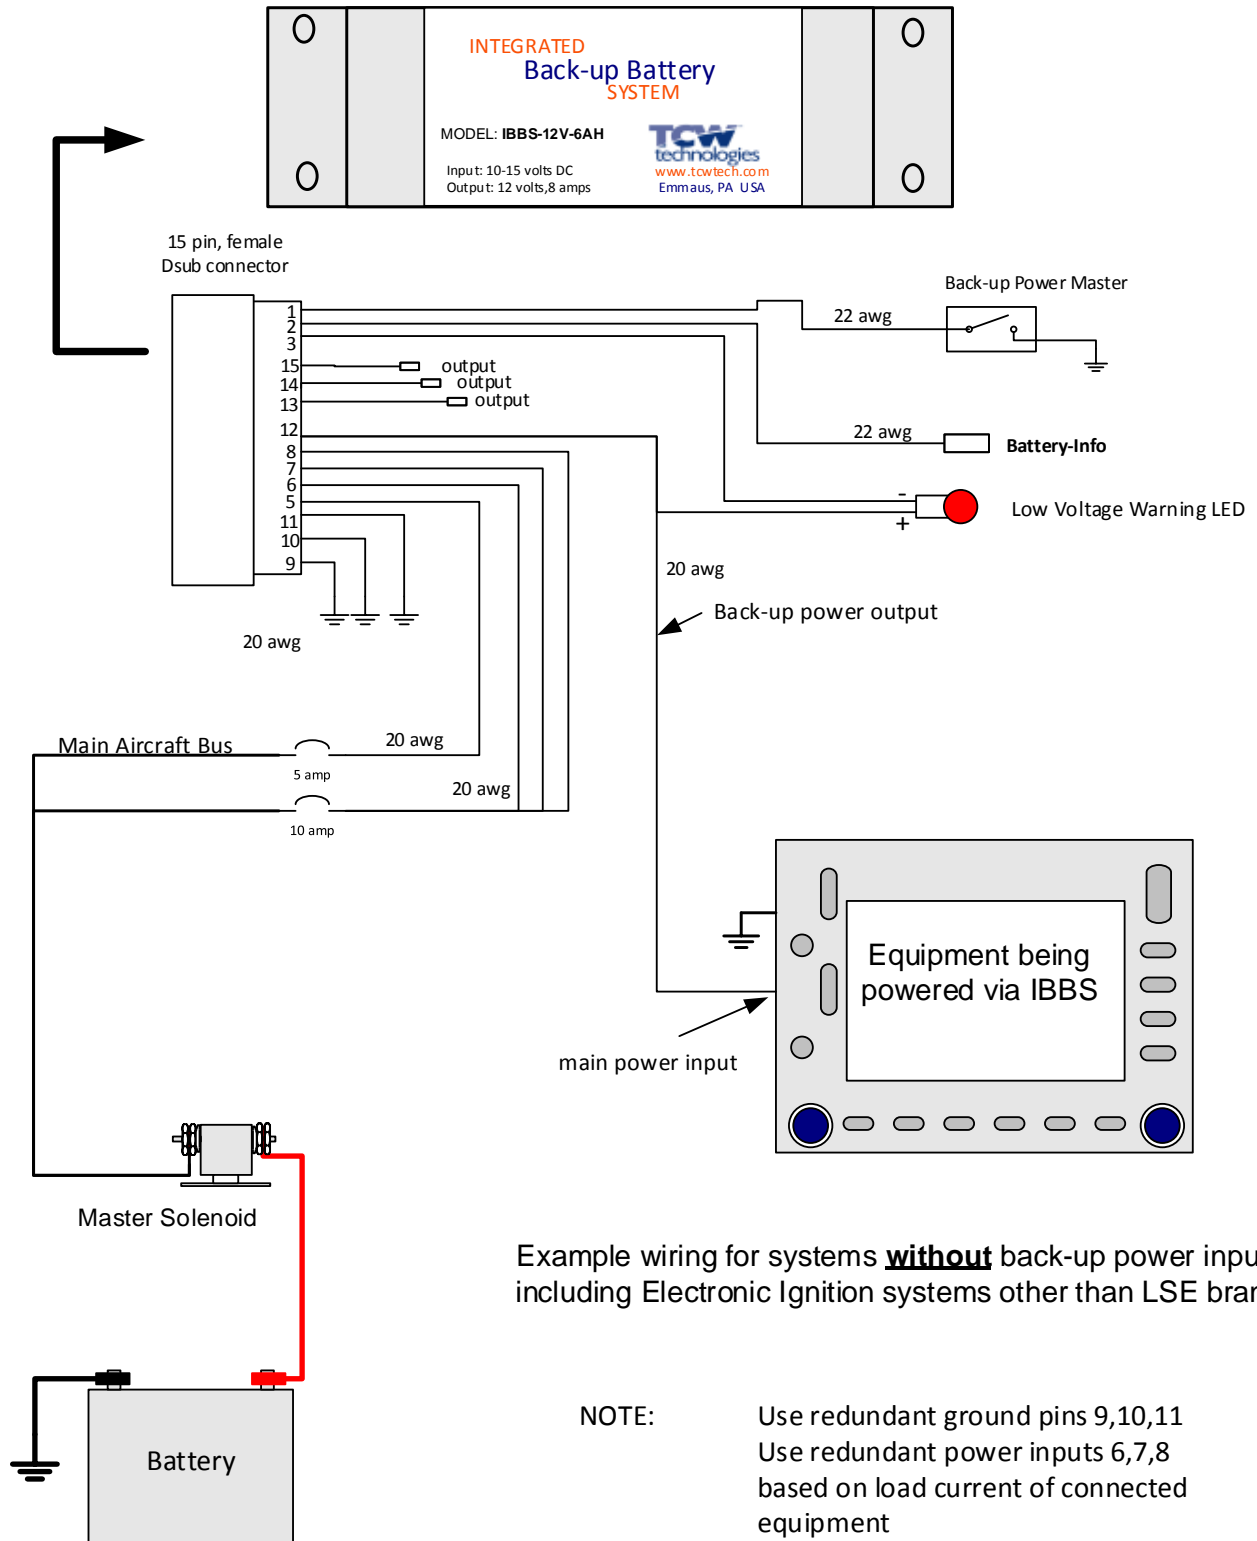 INTEGRATED
Back-up Battery
SYSTEM
MODEL: IBBS-12V-6AH
TCW
technologies
Input: 10-15 volts DC
www.tcwtech.com
Output: 12 volts,8 amps
Emmaus, PA USA
15 pin, female
Dsub connector
Back-up Power Master
1
2
3
15
14
13
12
8
7
6
5
11
10
9
22 awg
output
output
output
22 awg
Battery-Info
-
+
Low Voltage Warning LED
20 awg
Back-up power output
20 awg
Main Aircraft Bus
20 awg
5 amp
20 awg
10 amp
Equipment being
powered via IBBS
main power input
Master Solenoid
Example wiring for systems without back-up power inpu
including Electronic Ignition systems other than LSE bran
NOTE:
Use redundant ground pins 9,10,11
Use redundant power inputs 6,7,8
based on load current of connected
equipment
Battery